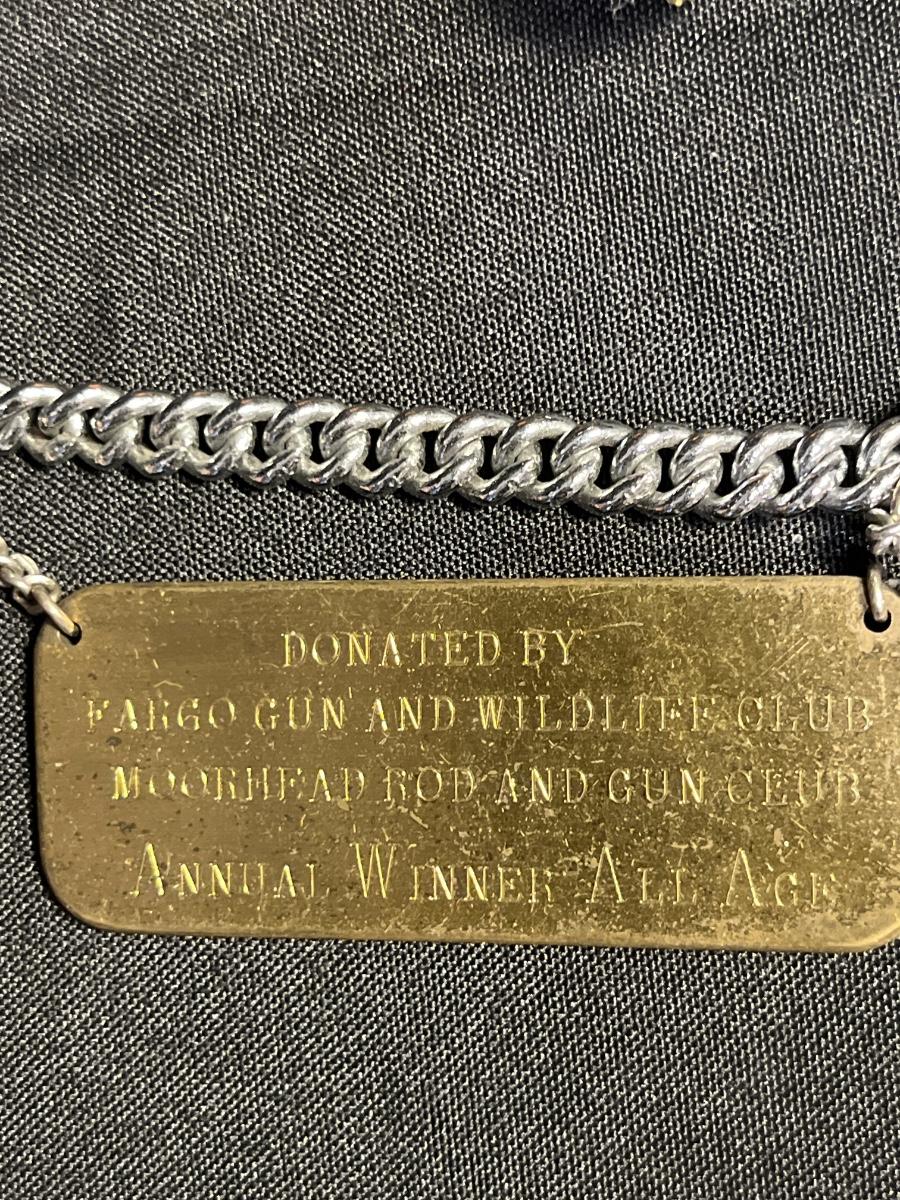 DONATED BY
FARGO GUN AND WILDLIFE CLUB
MOORHEAD ROD AND GUN CLUB
ANNUAL WINNER ALL AGE